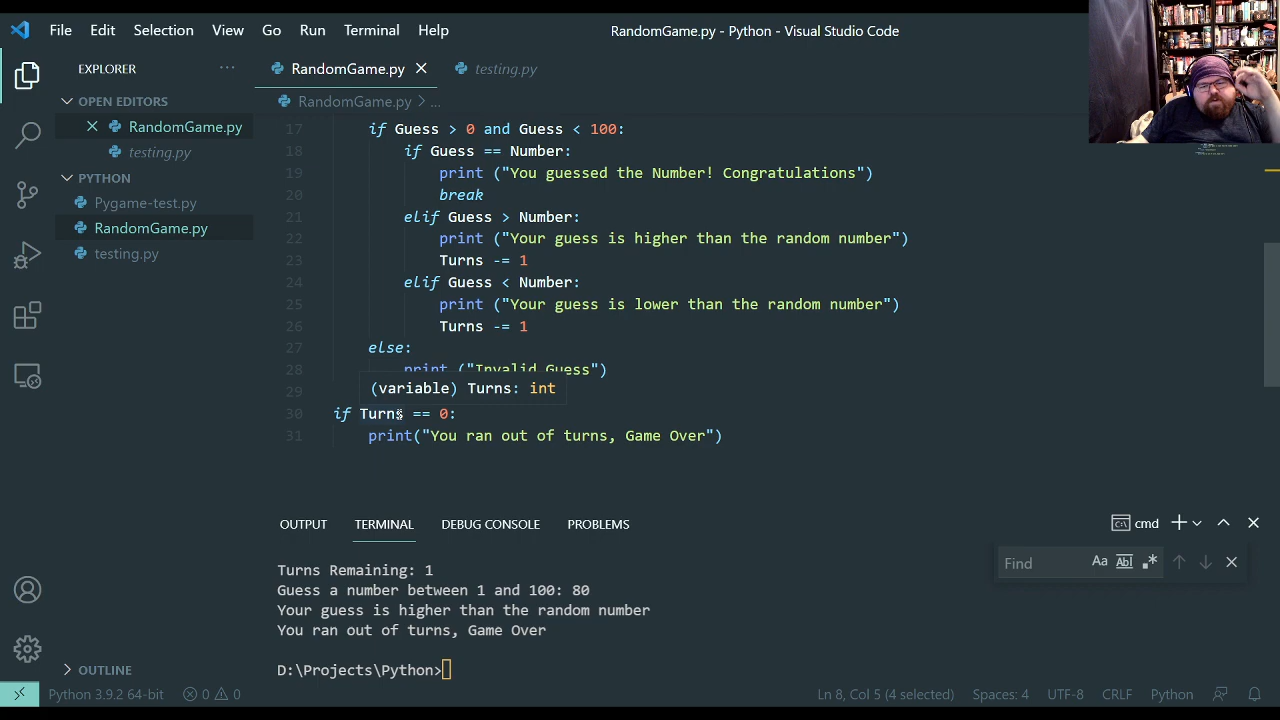 File Edit Selection View Go Run Terminal Help
RandomGame.py - Python - Visual Studio Code
EXPLORER ...
RandomGame.py
testing.py
OPEN EDITORS
RandomGame.py > ...
RandomGame.py
testing.py
PYTHON
Pygame-test.py
RandomGame.py
testing.py
17 if Guess > 0 and Guess < 100:
18 if Guess == Number:
19 print ("You guessed the Number! Congratulations")
20 break
21 elif Guess > Number:
22 print ("Your guess is higher than the random number")
23 Turns -= 1
24 elif Guess < Number:
25 print ("Your guess is lower than the random number")
26 Turns -= 1
27 else:
28 print ("Invalid Guess")
29 (variable) Turns: int
30 if Turns == 0:
31 print("You ran out of turns, Game Over")
OUTPUT TERMINAL DEBUG CONSOLE PROBLEMS
cmd
Find Aa Abl .*
Turns Remaining: 1
Guess a number between 1 and 100: 80
Your guess is higher than the random number
You ran out of turns, Game Over
D:\Projects\Python>
OUTLINE
Python 3.9.2 64-bit 0 0 Ln 8, Col 5 (4 selected) Spaces: 4 UTF-8 CRLF Python